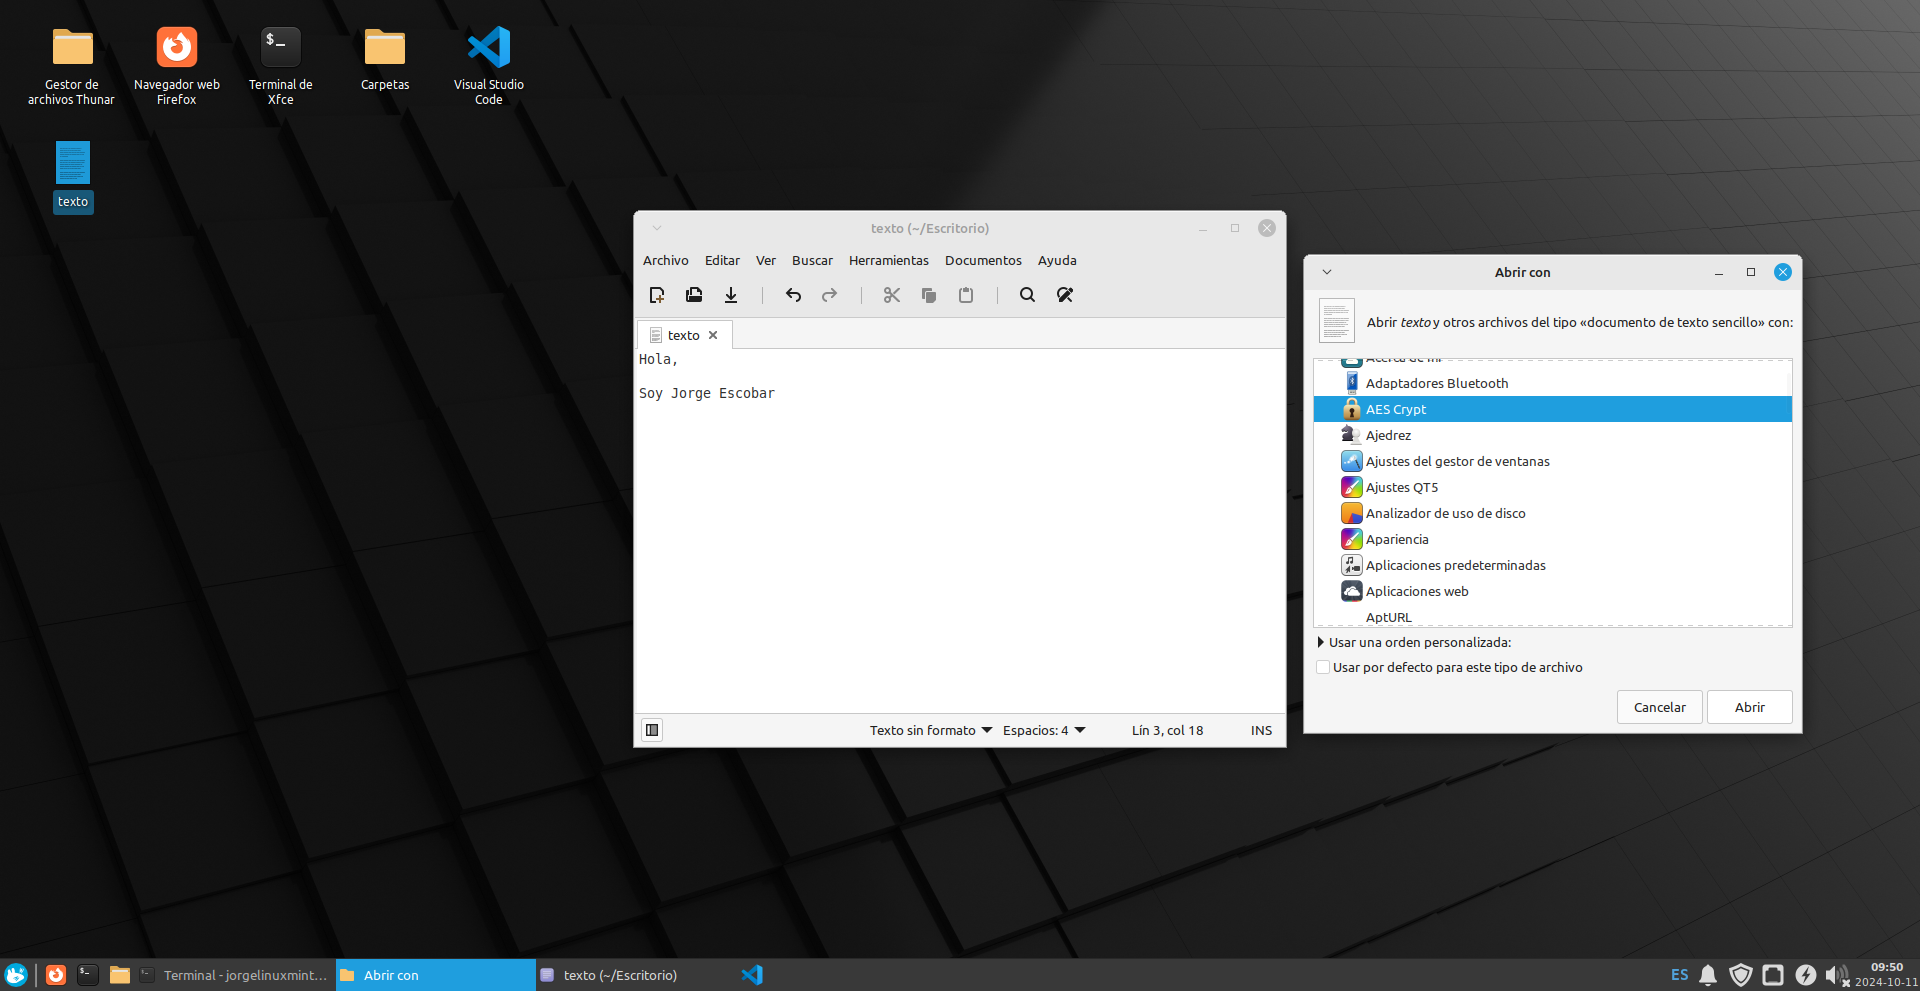 Gestor de
archivos Thunar
Navegador web
Firefox
$_
Terminal de
Xfce
Carpetas
Visual Studio
Code
texto
texto (~/Escritorio)
Archivo Editar Ver Buscar Herramientas Documentos Ayuda
texto
Hola,
Soy Jorge Escobar
Texto sin formato Espacios: 4 Lín 3, col 18 INS
Abrir con
Abrir texto y otros archivos del tipo «documento de texto sencillo» con:
Acerca de mí
Adaptadores Bluetooth
AES Crypt
Ajedrez
Ajustes del gestor de ventanas
Ajustes QT5
Analizador de uso de disco
Apariencia
Aplicaciones predeterminadas
Aplicaciones web
AptURL
Usar una orden personalizada:
Usar por defecto para este tipo de archivo
Cancelar Abrir
Terminal - jorgelinuxmint... Abrir con texto (~/Escritorio) ES 09:50
2024-10-11